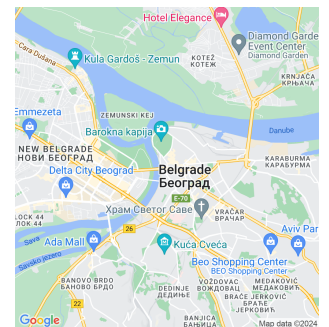 Hotel Elegance
Diamond Garden
Event Center
Diamond Garden
Cara Dušana
Kula Gardoš - Zemun
КОТЕŽ
КОТЕЖ
KRNJAČA
КРЊАЧА
ZEMUNSKI KEJ
Emmezeta
Barokna kapija
Danube
NEW BELGRADE
НОВИ БЕОГРАД
Delta City Beograd
Belgrade
Београд
KARABURMA
КАРАБУРМА
E-70
LOCK 44
ЛОК 44
Храм Светог Саве
VRAČAR
ВРАЧАР
Sava
26
Ada Mall
Kuća Cveća
Aviv Par
Savsko jezero
Beo Shopping Center
BEO Shopping Center
BANOVO BRDO
БАНОВО БРДО
DEDINJE
ДЕДИЊЕ
VOŽDOVAC
ВОЖДОВАЦ
MEDAKOVIĆ
МЕДАКОВИЋ
BRAĆE JERKOVIĆ
БРАЋЕ
ЈЕРКОВИЋ
22
BANJICA
БАЊИЦА
Google
Map data ©2024